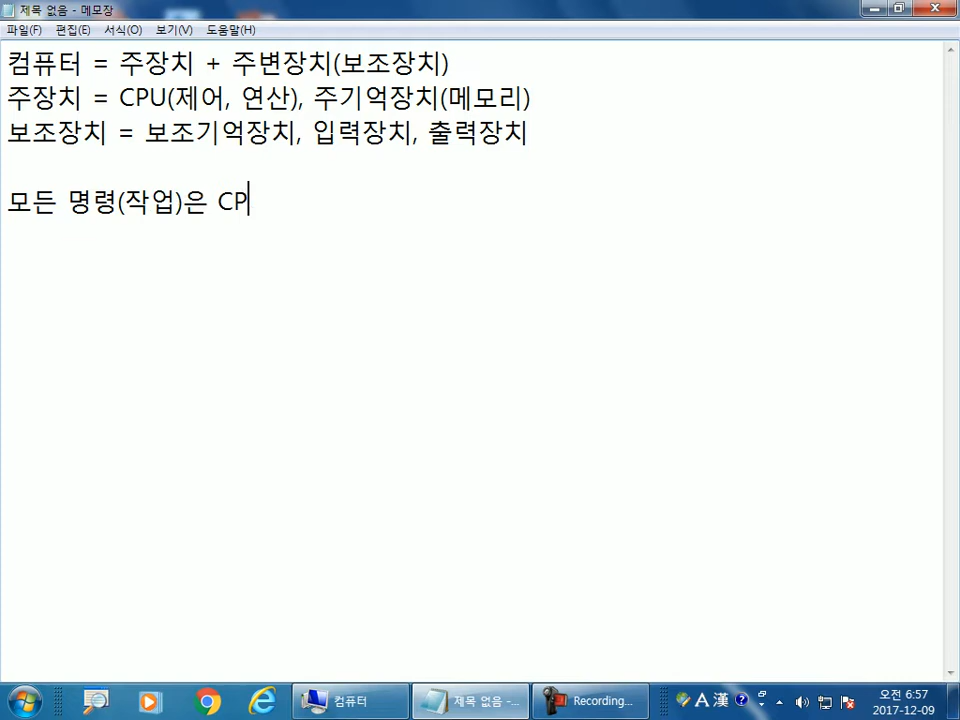 제목 없음 - 메모장
파일(F) 편집(E) 서식(O) 보기(V) 도움말(H)
컴퓨터 = 주장치 + 주변장치(보조장치)
주장치 = CPU(제어, 연산), 주기억장치(메모리)
보조장치 = 보조기억장치, 입력장치, 출력장치
모든 명령(작업)은 CP
컴퓨터 제목 없음 -... Recording... A 漢 오전 6:57
2017-12-09